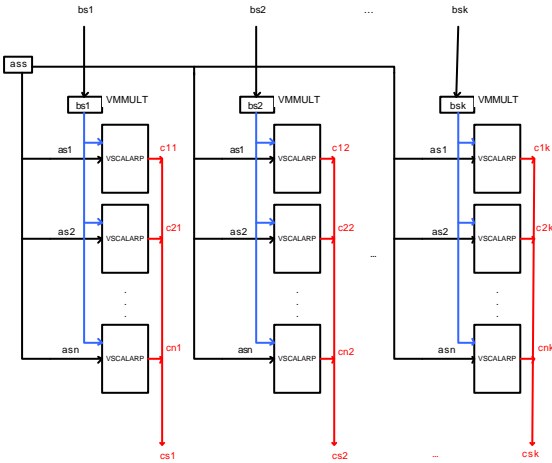 bs1 bs2 ... bsk
ass
bs1 VMMULT bs2 VMMULT bsk VMMULT
as1 VSCALARP c11 as1 VSCALARP c12 as1 VSCALARP c1k
as2 VSCALARP c21 as2 VSCALARP c22 ... as2 VSCALARP c2k
. . .
. . .
. . .
asn VSCALARP cn1 asn VSCALARP cn2 asn VSCALARP cnk
cs1 cs2 ... csk